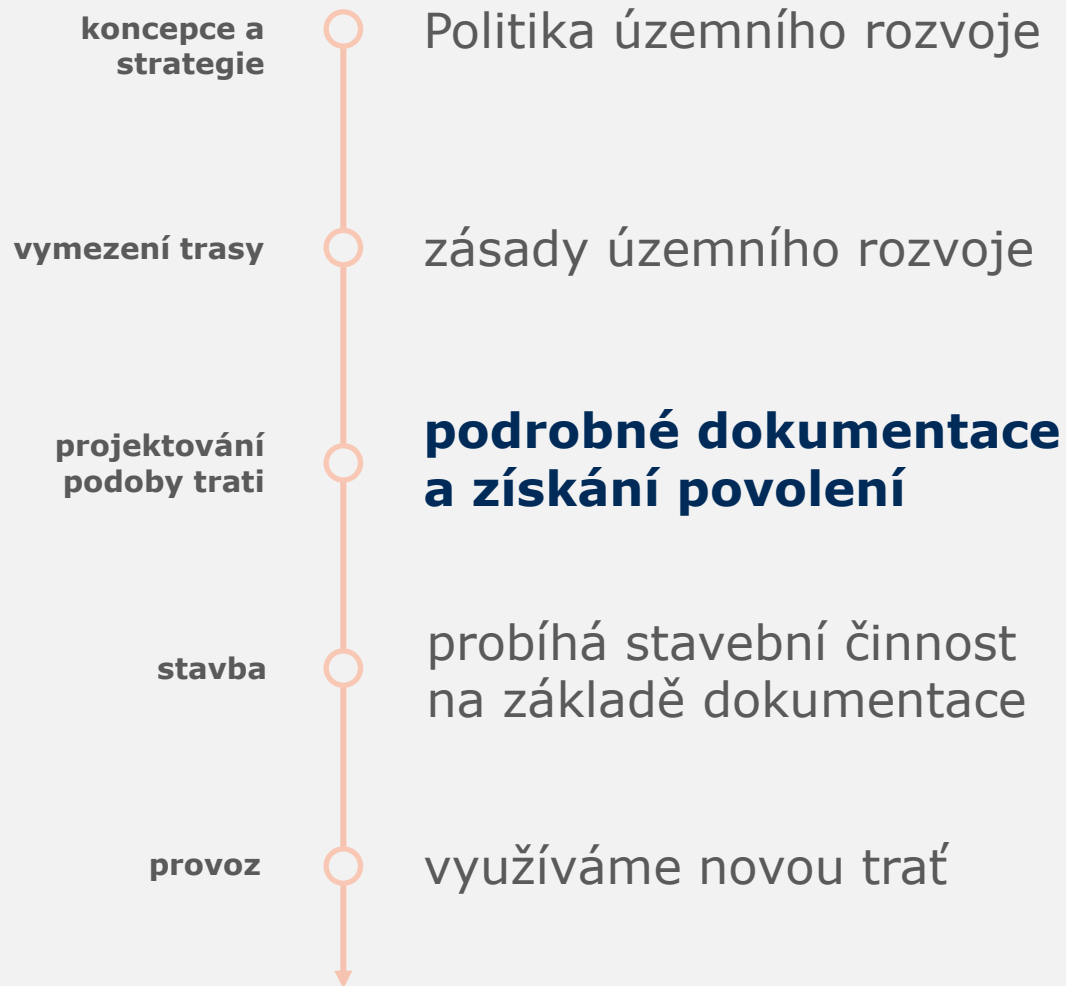 koncepce a
strategie
Politika územního rozvoje
vymezení trasy
zásady územního rozvoje
projektování
podoby trati
podrobné dokumentace
a získání povolení
stavba
probíhá stavební činnost
na základě dokumentace
provoz
využíváme novou trať